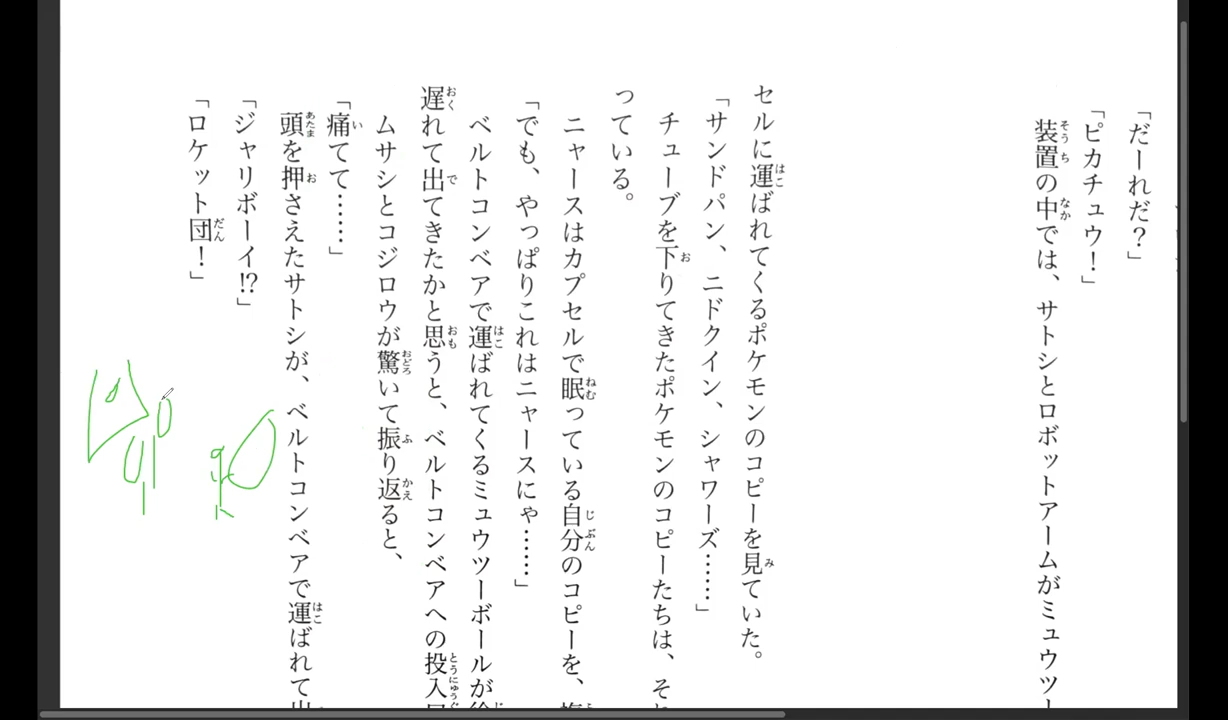 「だーれだ？」
「ピカチュウ！」
装置の中では、サトシとロボットアームがミュウツー
セルに運ばれてくるポケモンのコピーを見ていた。
「サンドパン、ニドクイン、シャワーズ……」
チューブを下りてきたポケモンのコピーたちは、それ
っている。
ニャースはカプセルで眠っている自分のコピーを、
「でも、やっぱりこれはニャースにゃ……」
ベルトコンベアで運ばれてくるミュウツーボールが
遅れて出てきたかと思うと、ベルトコンベアへの投入口
ムサシとコジロウが驚いて振り返ると、
「痛てて……」
頭を押さえたサトシが、ベルトコンベアで運ばれて出
「ジャリボーイ!?」
「ロケット団！」